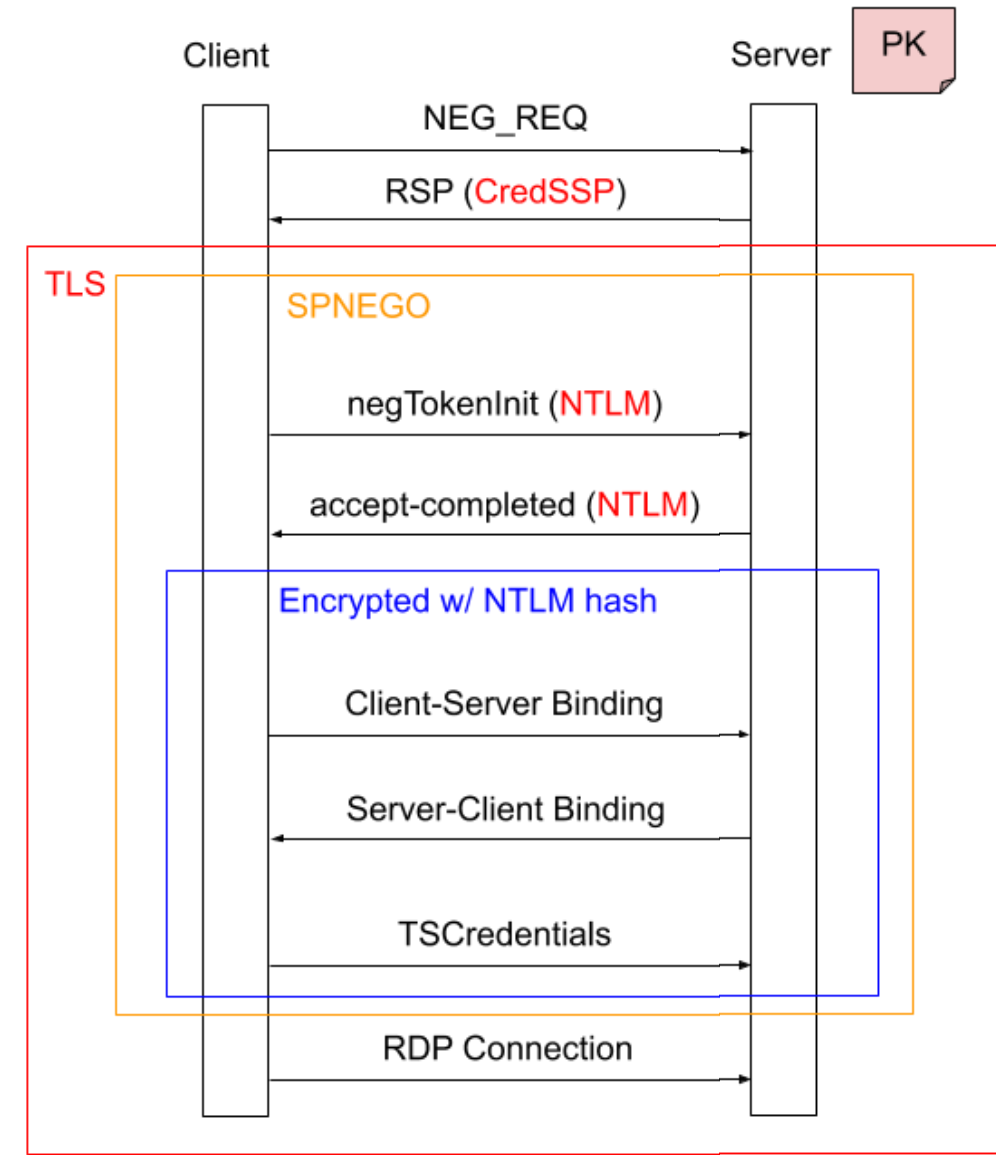 Client
Server
PK
NEG_REQ
RSP (CredSSP)
TLS
SPNEGO
negTokenInit (NTLM)
accept-completed (NTLM)
Encrypted w/ NTLM hash
Client-Server Binding
Server-Client Binding
TSCredentials
RDP Connection